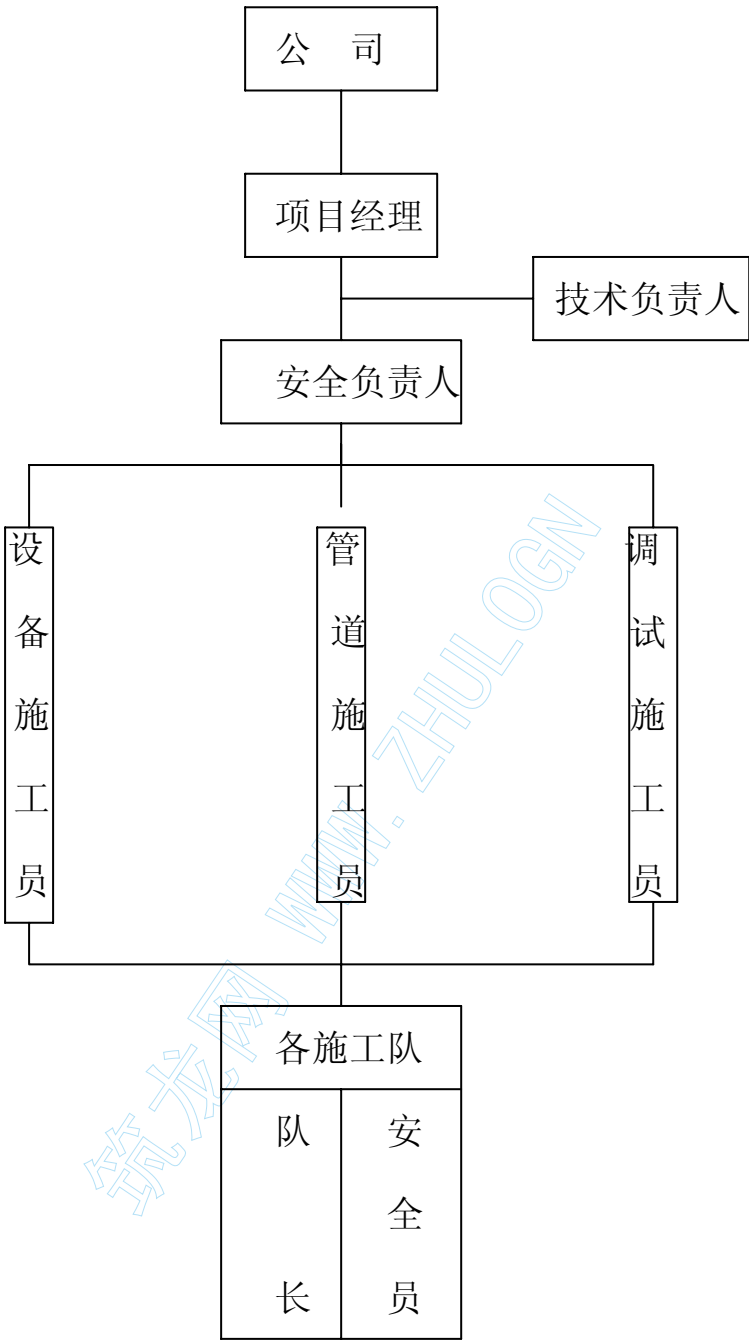 公 司
项目经理
技术负责人
安全负责人
设备施工员
管道施工员
调试施工员
各施工队
队长
安全员
筑龙网 WWW. ZHULOGN